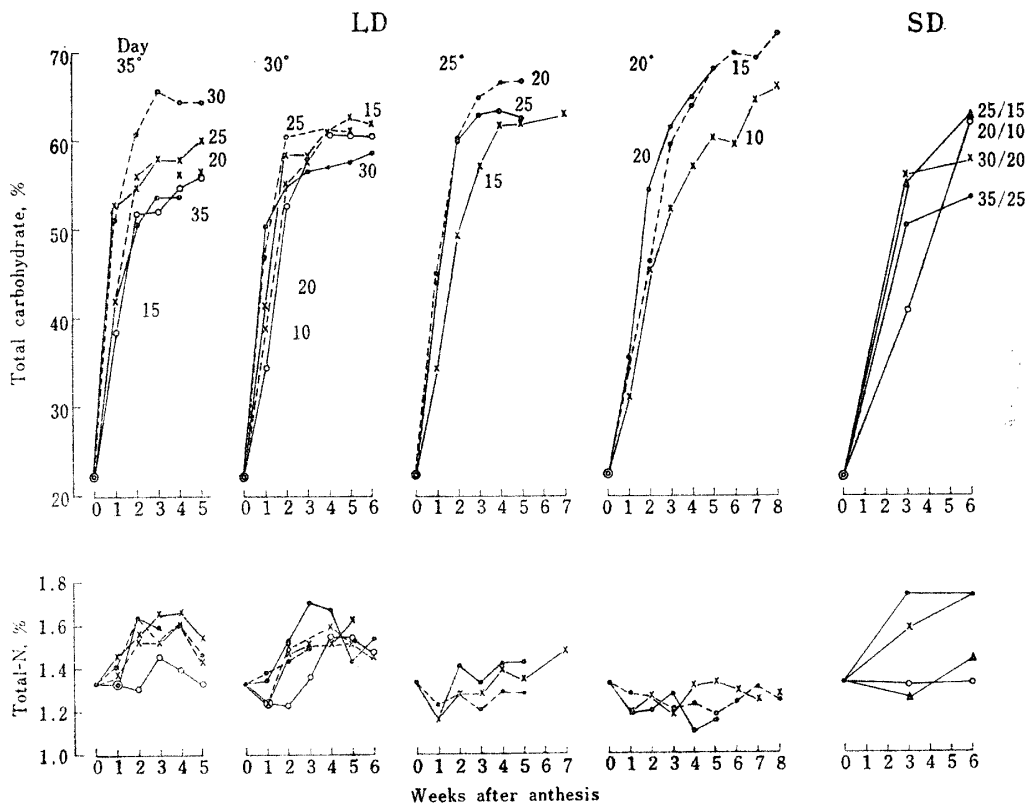 LD
SD
Day
35°
30°
25°
20°
Total carbohydrate, %
70
60
50
40
30
20
30
25
20
35
15
25
15
30
20
10
20
25
15
15
10
20
25/15
20/10
30/20
35/25
0 1 2 3 4 5
0 1 2 3 4 5 6
0 1 2 3 4 5 6 7
0 1 2 3 4 5 6 7 8
0 1 2 3 4 5 6
Total-N, %
1.8
1.6
1.4
1.2
1.0
0 1 2 3 4 5
0 1 2 3 4 5 6
0 1 2 3 4 5 6 7
0 1 2 3 4 5 6 7 8
0 1 2 3 4 5 6
Weeks after anthesis